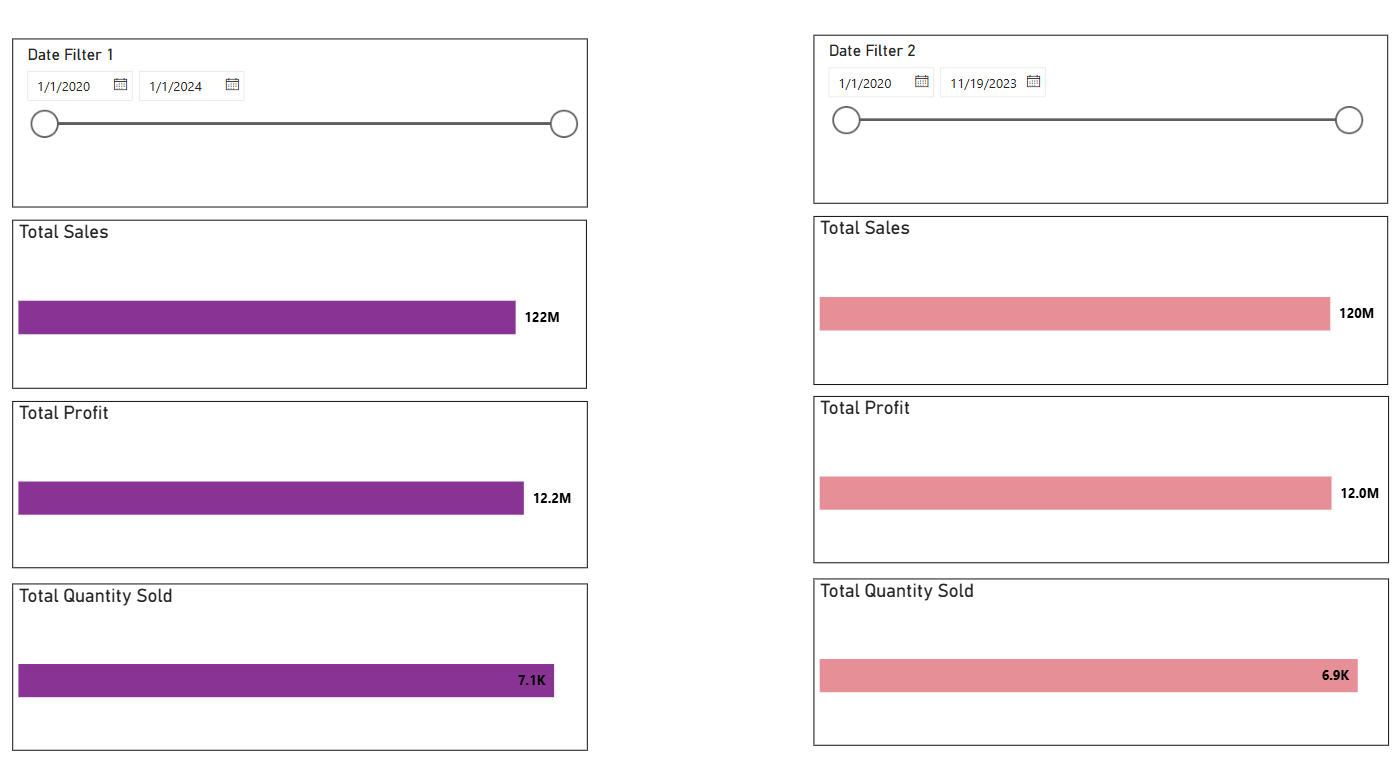 Date Filter 1
1/1/2020 1/1/2024
Total Sales
122M
Total Profit
12.2M
Total Quantity Sold
7.1K
Date Filter 2
1/1/2020 11/19/2023
Total Sales
120M
Total Profit
12.0M
Total Quantity Sold
6.9K